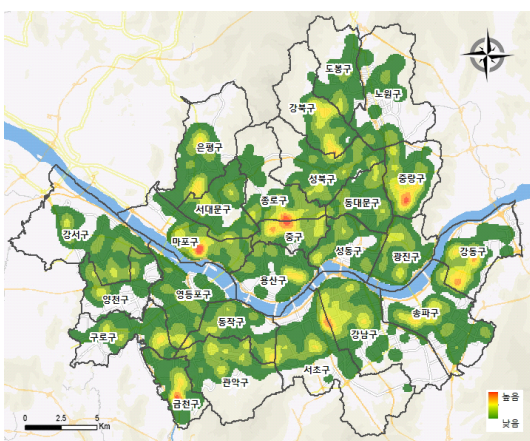 도봉구
노원구
강북구
은평구
성북구
중랑구
서대문구
종로구
동대문구
강서구
마포구
중구
성동구
광진구
강동구
용산구
양천구
영등포구
송파구
구로구
동작구
강남구
서초구
관악구
금천구
높음
낮음
0 2.5 5
Km